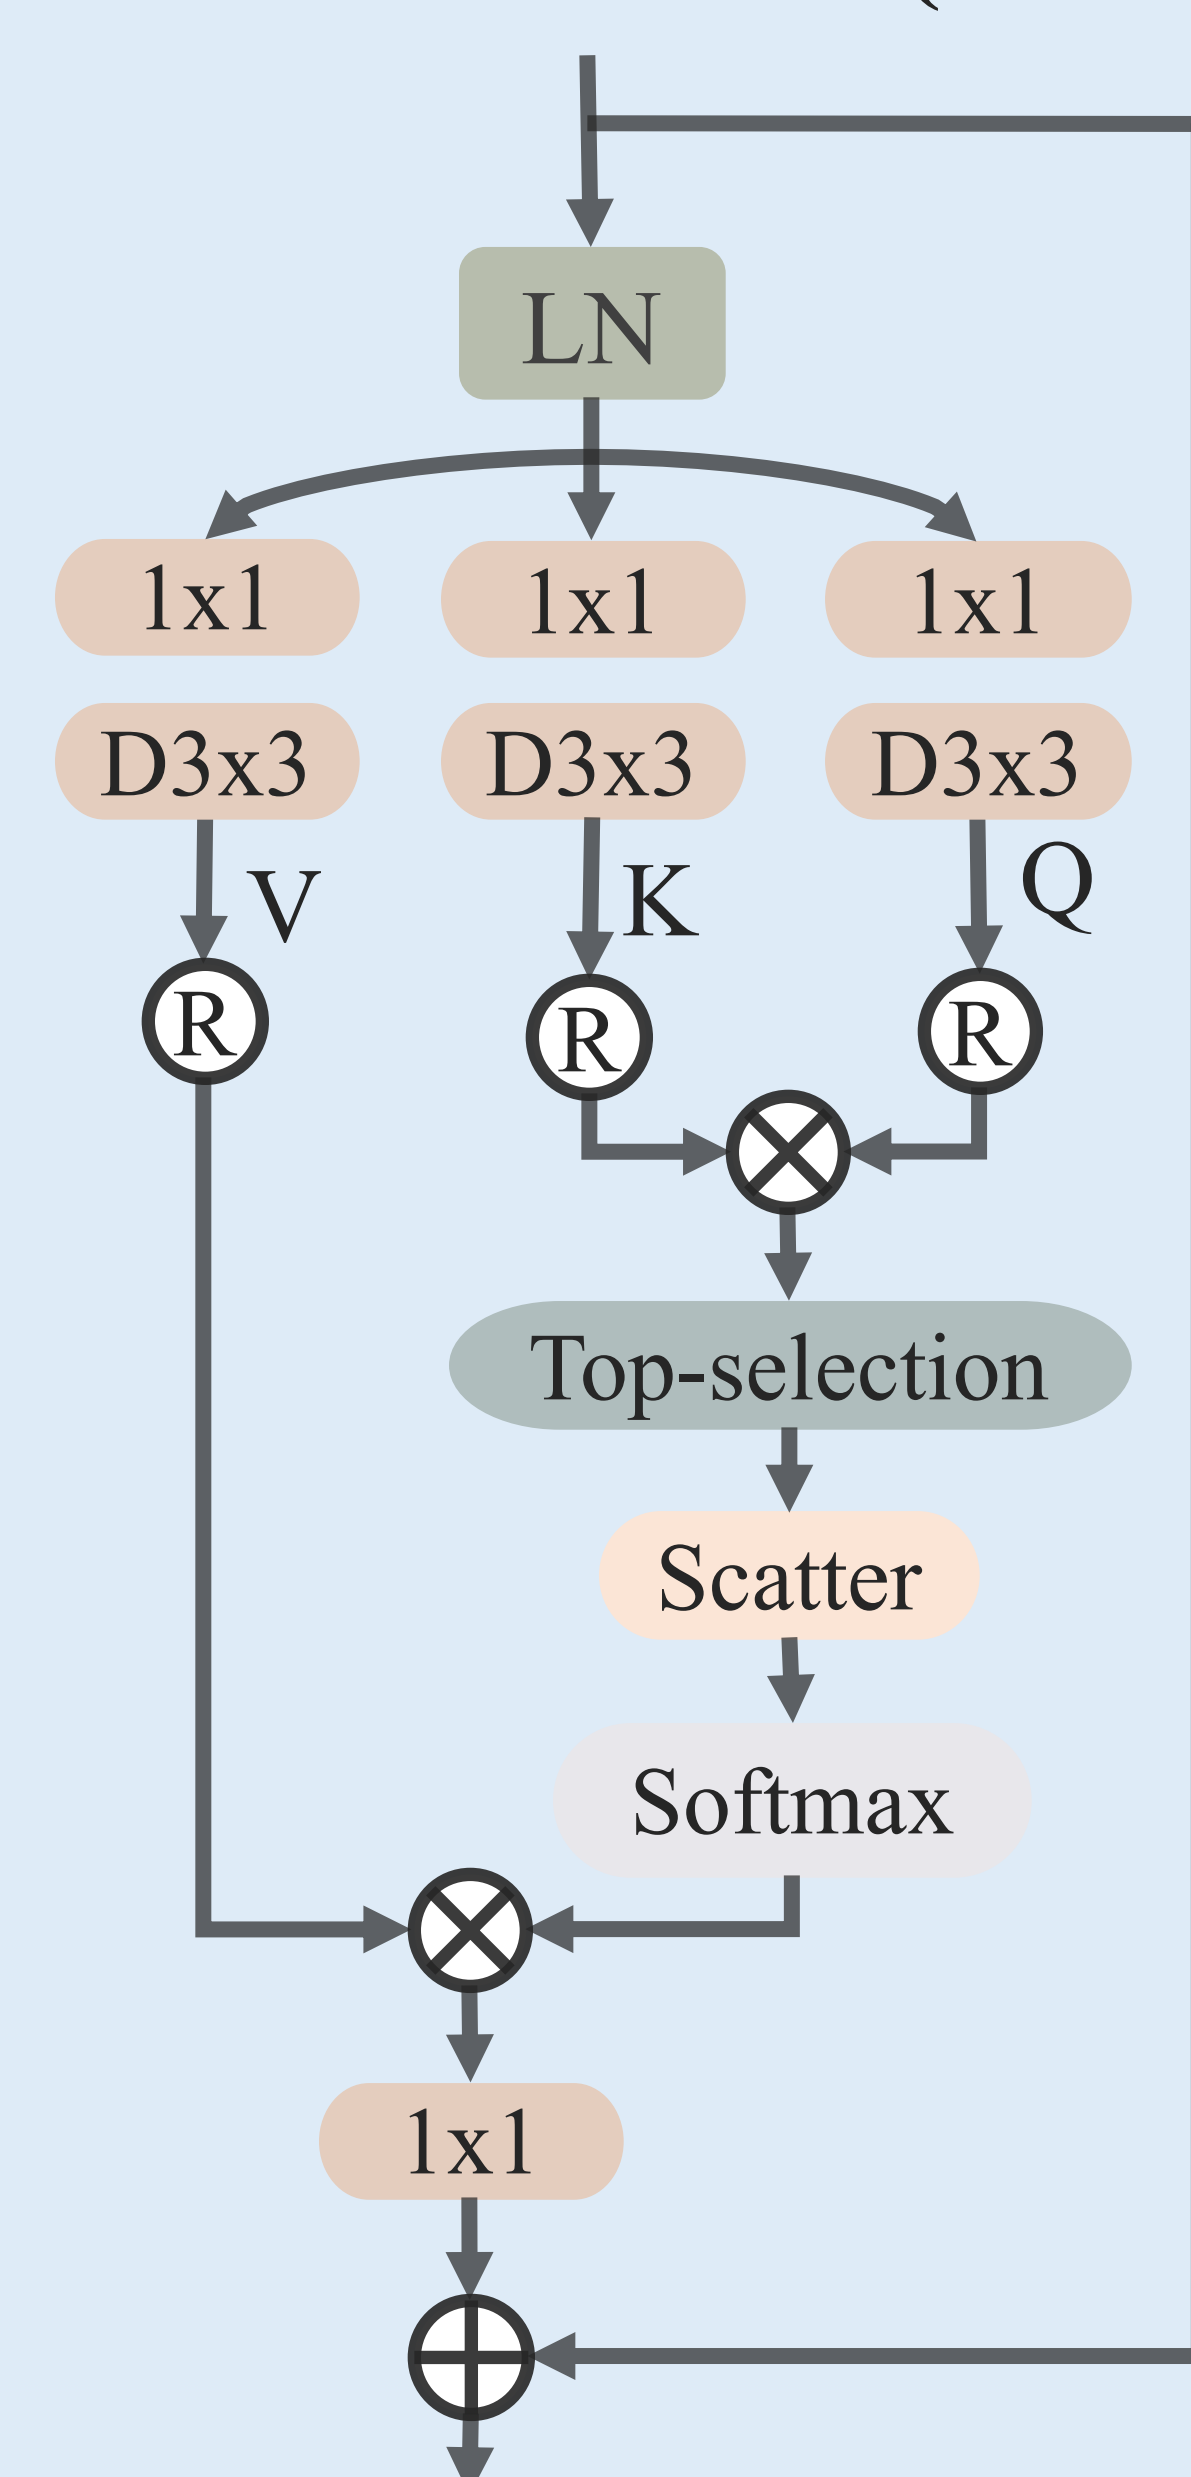 LN
1x1 1x1 1x1
D3x3 D3x3 D3x3
V K Q
R R R
Top-selection
Scatter
Softmax
1x1